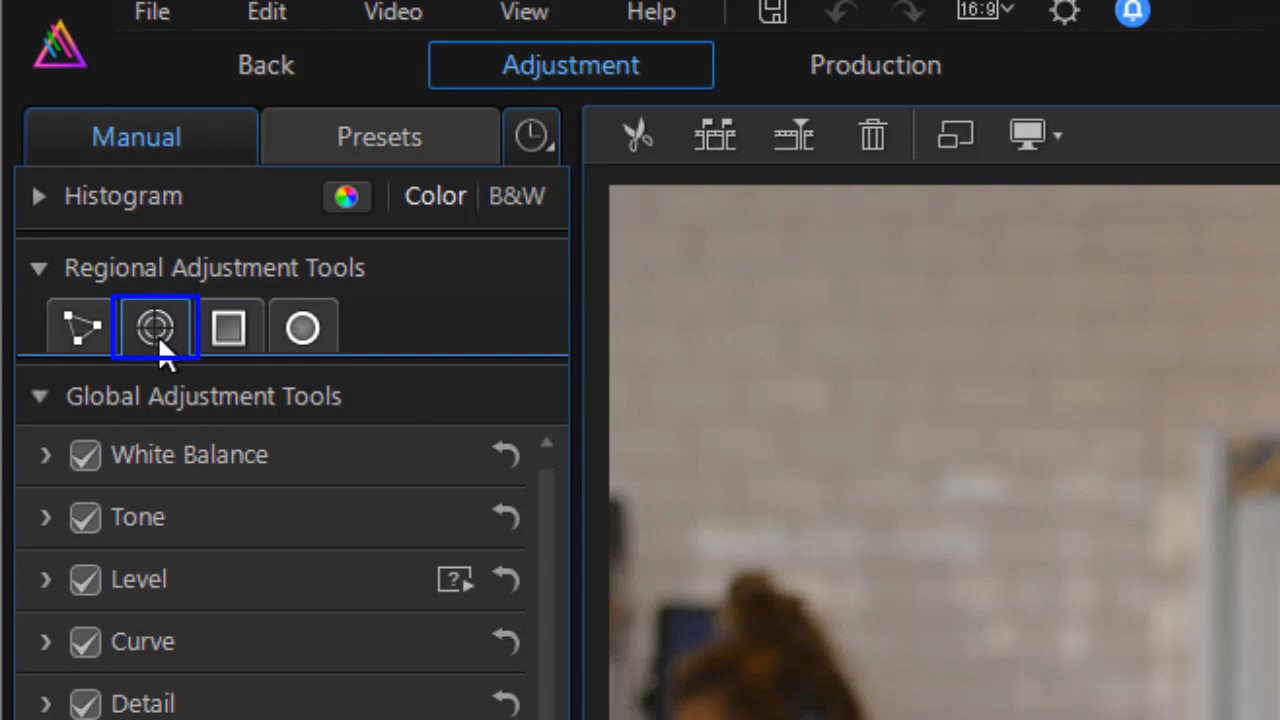 File Edit Video View Help 16:9
Back Adjustment Production
Manual Presets
Histogram Color B&W
Regional Adjustment Tools
Global Adjustment Tools
White Balance
Tone
Level ?
Curve
Detail